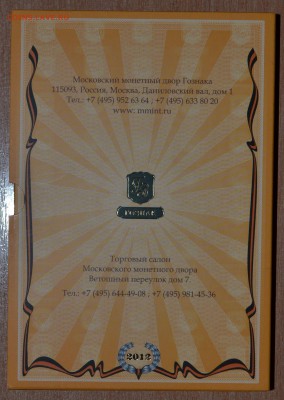 Московский монетный двор Гознака
115093, Россия, Москва, Даниловский вал, дом 1
Тел.: +7 (495) 952 63 64 ; +7 (495) 633 80 20
www. mmint.ru
ГОЗНАК
Торговый салон
Московского монетного двора
Ветошный переулок дом 7
Тел.: +7 (495) 644-49-08 ; +7 (495) 981-45-36
2012